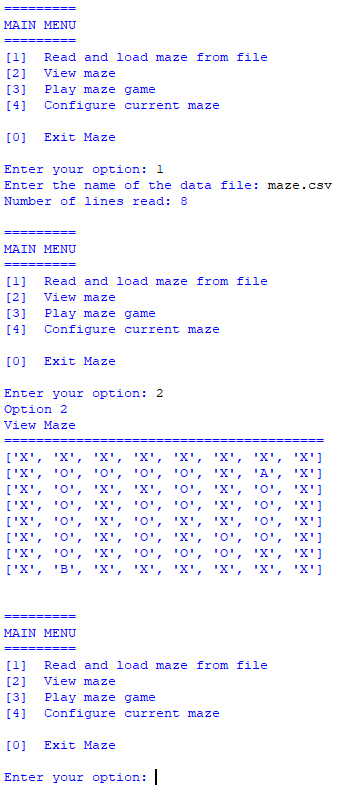 =========
MAIN MENU
=========
[1]  Read and load maze from file
[2]  View maze
[3]  Play maze game
[4]  Configure current maze

[0]  Exit Maze

Enter your option: 1
Enter the name of the data file: maze.csv
Number of lines read: 8

=========
MAIN MENU
=========
[1]  Read and load maze from file
[2]  View maze
[3]  Play maze game
[4]  Configure current maze

[0]  Exit Maze

Enter your option: 2
Option 2
View Maze
========================================
['X', 'X', 'X', 'X', 'X', 'X', 'X', 'X']
['X', 'O', 'O', 'O', 'O', 'X', 'A', 'X']
['X', 'O', 'X', 'X', 'O', 'X', 'O', 'X']
['X', 'O', 'X', 'O', 'O', 'X', 'O', 'X']
['X', 'O', 'X', 'O', 'X', 'X', 'O', 'X']
['X', 'O', 'X', 'O', 'X', 'O', 'O', 'X']
['X', 'O', 'X', 'O', 'O', 'O', 'X', 'X']
['X', 'B', 'X', 'X', 'X', 'X', 'X', 'X']

=========
MAIN MENU
=========
[1]  Read and load maze from file
[2]  View maze
[3]  Play maze game
[4]  Configure current maze

[0]  Exit Maze

Enter your option: